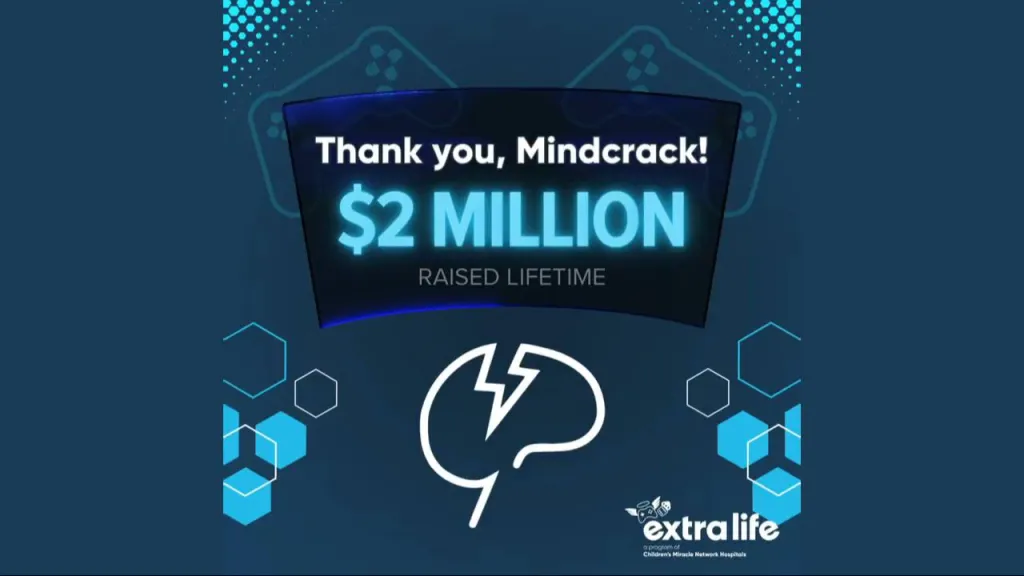 Thank you, Mindcrack!
$2 MILLION
RAISED LIFETIME
extra life
a program of
Children's Miracle Network Hospitals